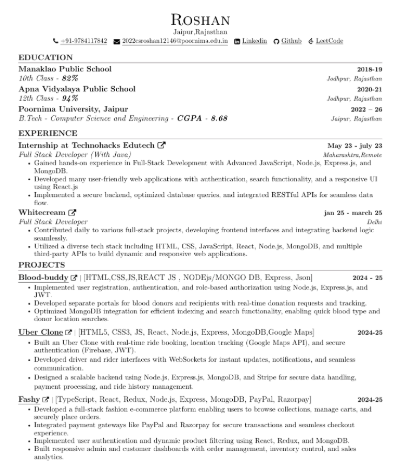 ROSHAN
Jaipur,Rajasthan
+91-9784117842 2022csroshan12146@poornima.edu.in Linkedin Github LeetCode
EDUCATION
Manaklao Public School 2018-19
10th Class - 82% Jodhpur, Rajasthan
Apna Vidyalaya Public School 2020-21
12th Class - 94% Jodhpur, Rajasthan
Poornima University, Jaipur 2022 – 26
B.Tech - Computer Science and Engineering - CGPA - 8.68 Jaipur, Rajasthan
EXPERIENCE
Internship at Technohacks Edutech May 23 - july 23
Full Stack Developer (With Java) Maharashtra,Remote
• Gained hands-on experience in Full-Stack Development with Advanced JavaScript, Node.js, Express.js, and
MongoDB.
• Developed many user-friendly web applications with authentication, search functionality, and a responsive UI
using React.js.
• Implemented a secure backend, optimized database queries, and integrated RESTful APIs for seamless data
flow.
Whitecream jan 25 - march 25
Full Stack Developer Delhi
• Contributed daily to various full-stack projects, developing frontend interfaces and integrating backend logic
seamlessly.
• Utilized a diverse tech stack including HTML, CSS, JavaScript, React, Node.js, MongoDB, and multiple
third-party APIs to build dynamic and responsive web applications.
PROJECTS
Blood-buddy | [HTML,CSS,JS,REACT JS , NODEjs/MONGO DB, Express, Json] 2024 - 25
• Implemented user registration, authentication, and role-based authorization using Node.js, Express.js, and
JWT.
• Developed separate portals for blood donors and recipients with real-time donation requests and tracking.
• Optimized MongoDB integration for efficient indexing and search functionality, enabling quick blood type and
donor location searches.
Uber Clone | [HTML5, CSS3, JS, React, Node.js, Express, MongoDB,Google Maps] 2024-25
• Built an Uber Clone with real-time ride booking, location tracking (Google Maps API), and secure
authentication (Firebase, JWT).
• Developed driver and rider interfaces with WebSockets for instant updates, notifications, and seamless
communication.
• Designed a scalable backend using Node.js, Express.js, MongoDB, and Stripe for secure data handling,
payment processing, and ride history management.
Fashy | [TypeScript, React, Redux, Node.js, Express, MongoDB, PayPal, Razorpay] 2024-25
• Developed a full-stack fashion e-commerce platform enabling users to browse collections, manage carts, and
securely place orders.
• Integrated payment gateways like PayPal and Razorpay for secure transactions and seamless checkout
experience.
• Implemented user authentication and dynamic product filtering using React, Redux, and MongoDB.
• Built responsive admin and customer dashboards with order management, inventory control, and sales
analytics.